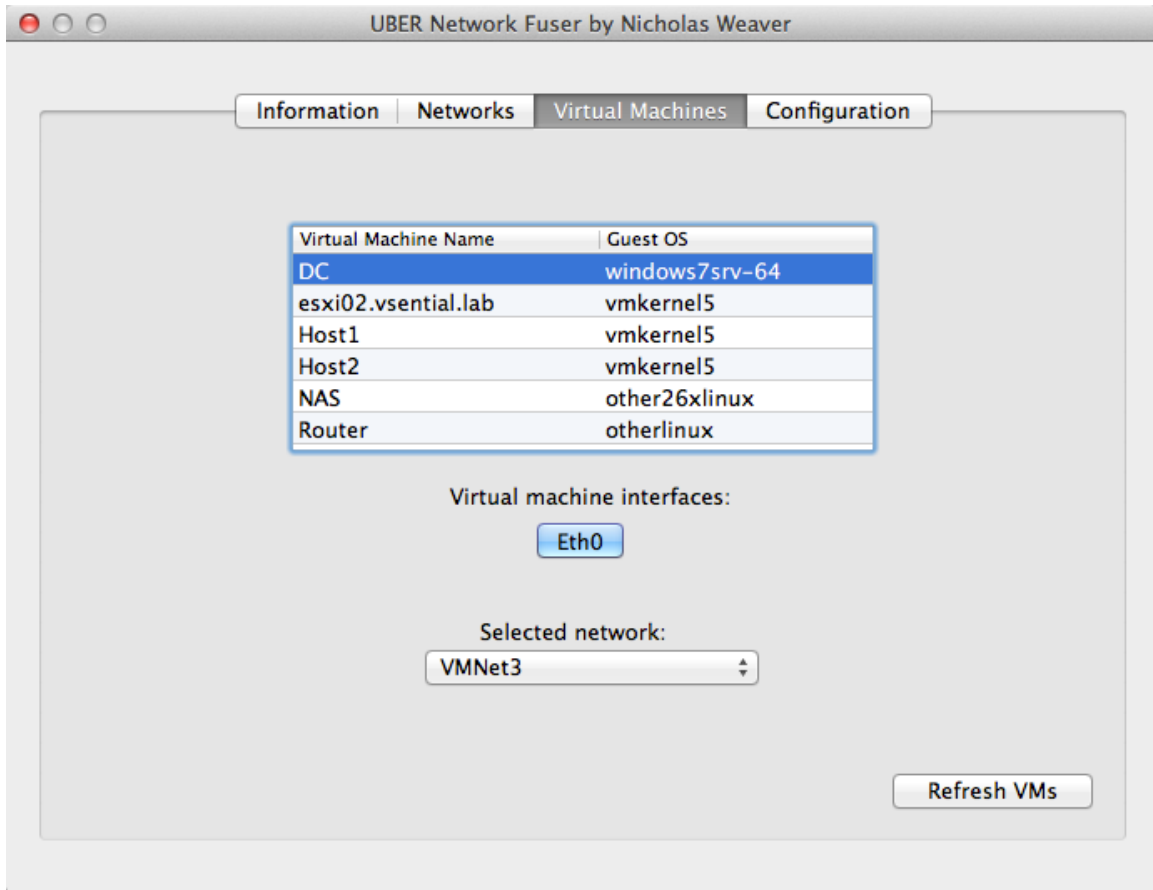 UBER Network Fuser by Nicholas Weaver
Information Networks Virtual Machines Configuration
Virtual Machine Name Guest OS
DC windows7srv-64
esxi02.vsential.lab vmkernel5
Host1 vmkernel5
Host2 vmkernel5
NAS other26xlinux
Router otherlinux
Virtual machine interfaces:
Eth0
Selected network:
VMNet3
Refresh VMs